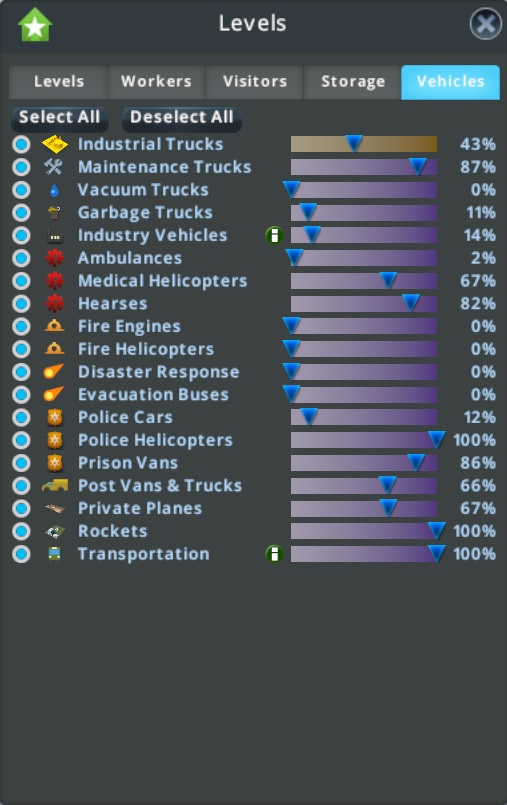 Levels
Levels Workers Visitors Storage Vehicles
Select All Deselect All
Industrial Trucks 43%
Maintenance Trucks 87%
Vacuum Trucks 0%
Garbage Trucks 11%
Industry Vehicles 14%
Ambulances 2%
Medical Helicopters 67%
Hearses 82%
Fire Engines 0%
Fire Helicopters 0%
Disaster Response 0%
Evacuation Buses 0%
Police Cars 12%
Police Helicopters 100%
Prison Vans 86%
Post Vans & Trucks 66%
Private Planes 67%
Rockets 100%
Transportation 100%